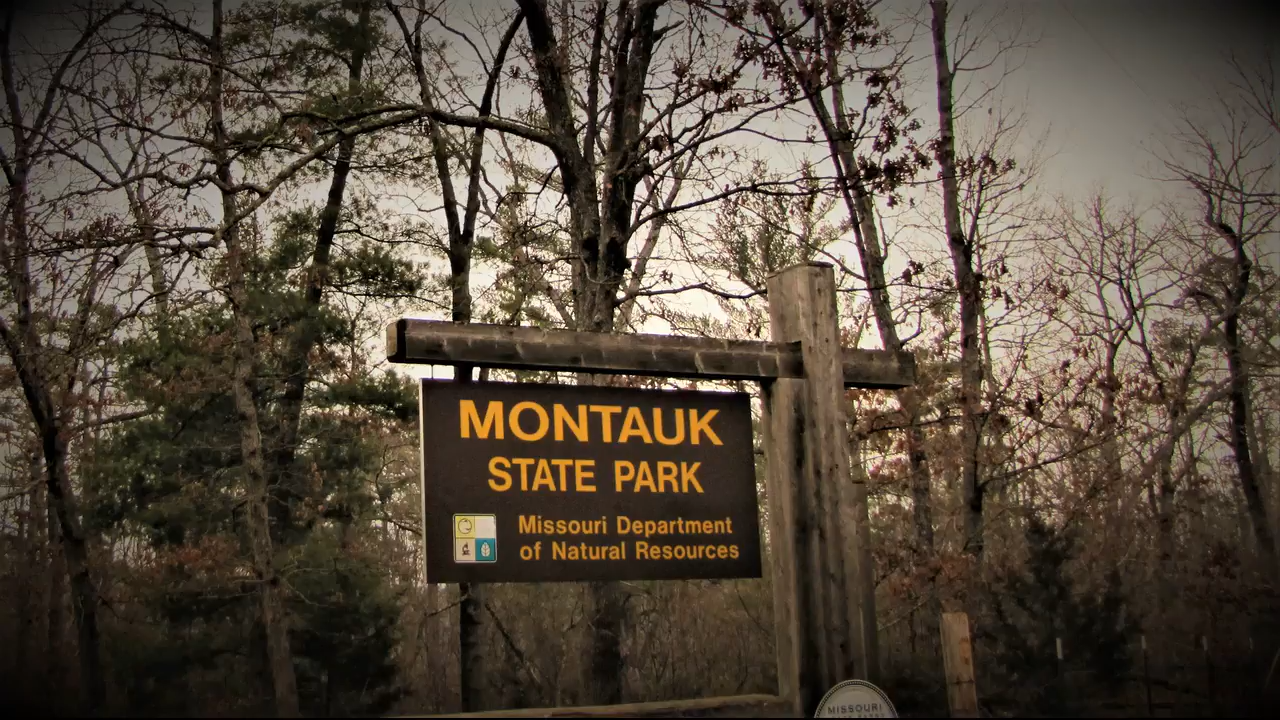 MONTAUK
STATE PARK
Missouri Department
of Natural Resources
MISSOURI